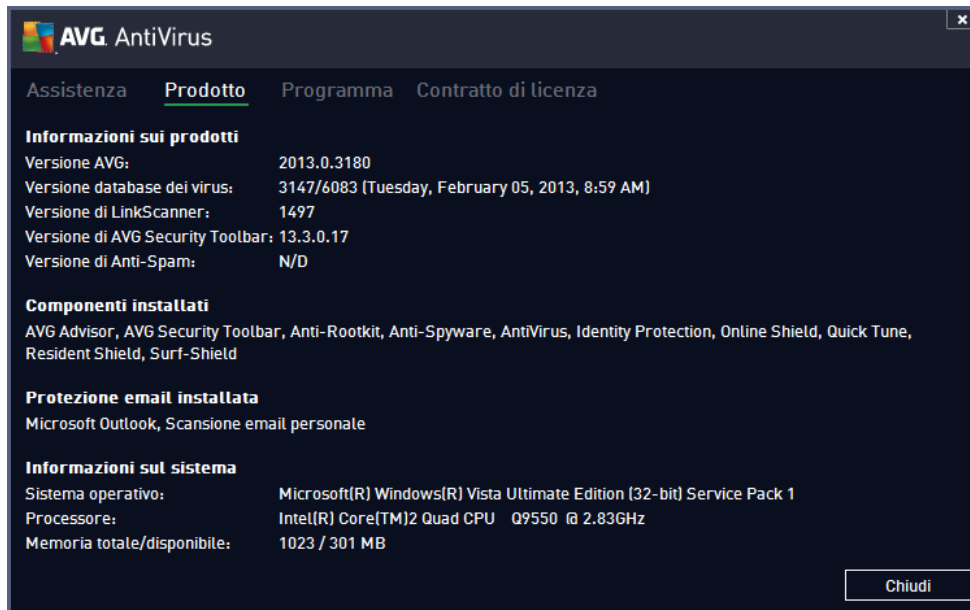 AVG. AntiVirus
Assistenza Prodotto Programma Contratto di licenza
Informazioni sui prodotti
Versione AVG: 2013.0.3180
Versione database dei virus: 3147/6083 (Tuesday, February 05, 2013, 8:59 AM)
Versione di LinkScanner: 1497
Versione di AVG Security Toolbar: 13.3.0.17
Versione di Anti-Spam: N/D
Componenti installati
AVG Advisor, AVG Security Toolbar, Anti-Rootkit, Anti-Spyware, AntiVirus, Identity Protection, Online Shield, Quick Tune,
Resident Shield, Surf-Shield
Protezione email installata
Microsoft Outlook, Scansione email personale
Informazioni sul sistema
Sistema operativo: Microsoft(R) Windows(R) Vista Ultimate Edition (32-bit) Service Pack 1
Processore: Intel(R) Core(TM)2 Quad CPU Q9550 @ 2.83GHz
Memoria totale/disponibile: 1023 / 301 MB
Chiudi